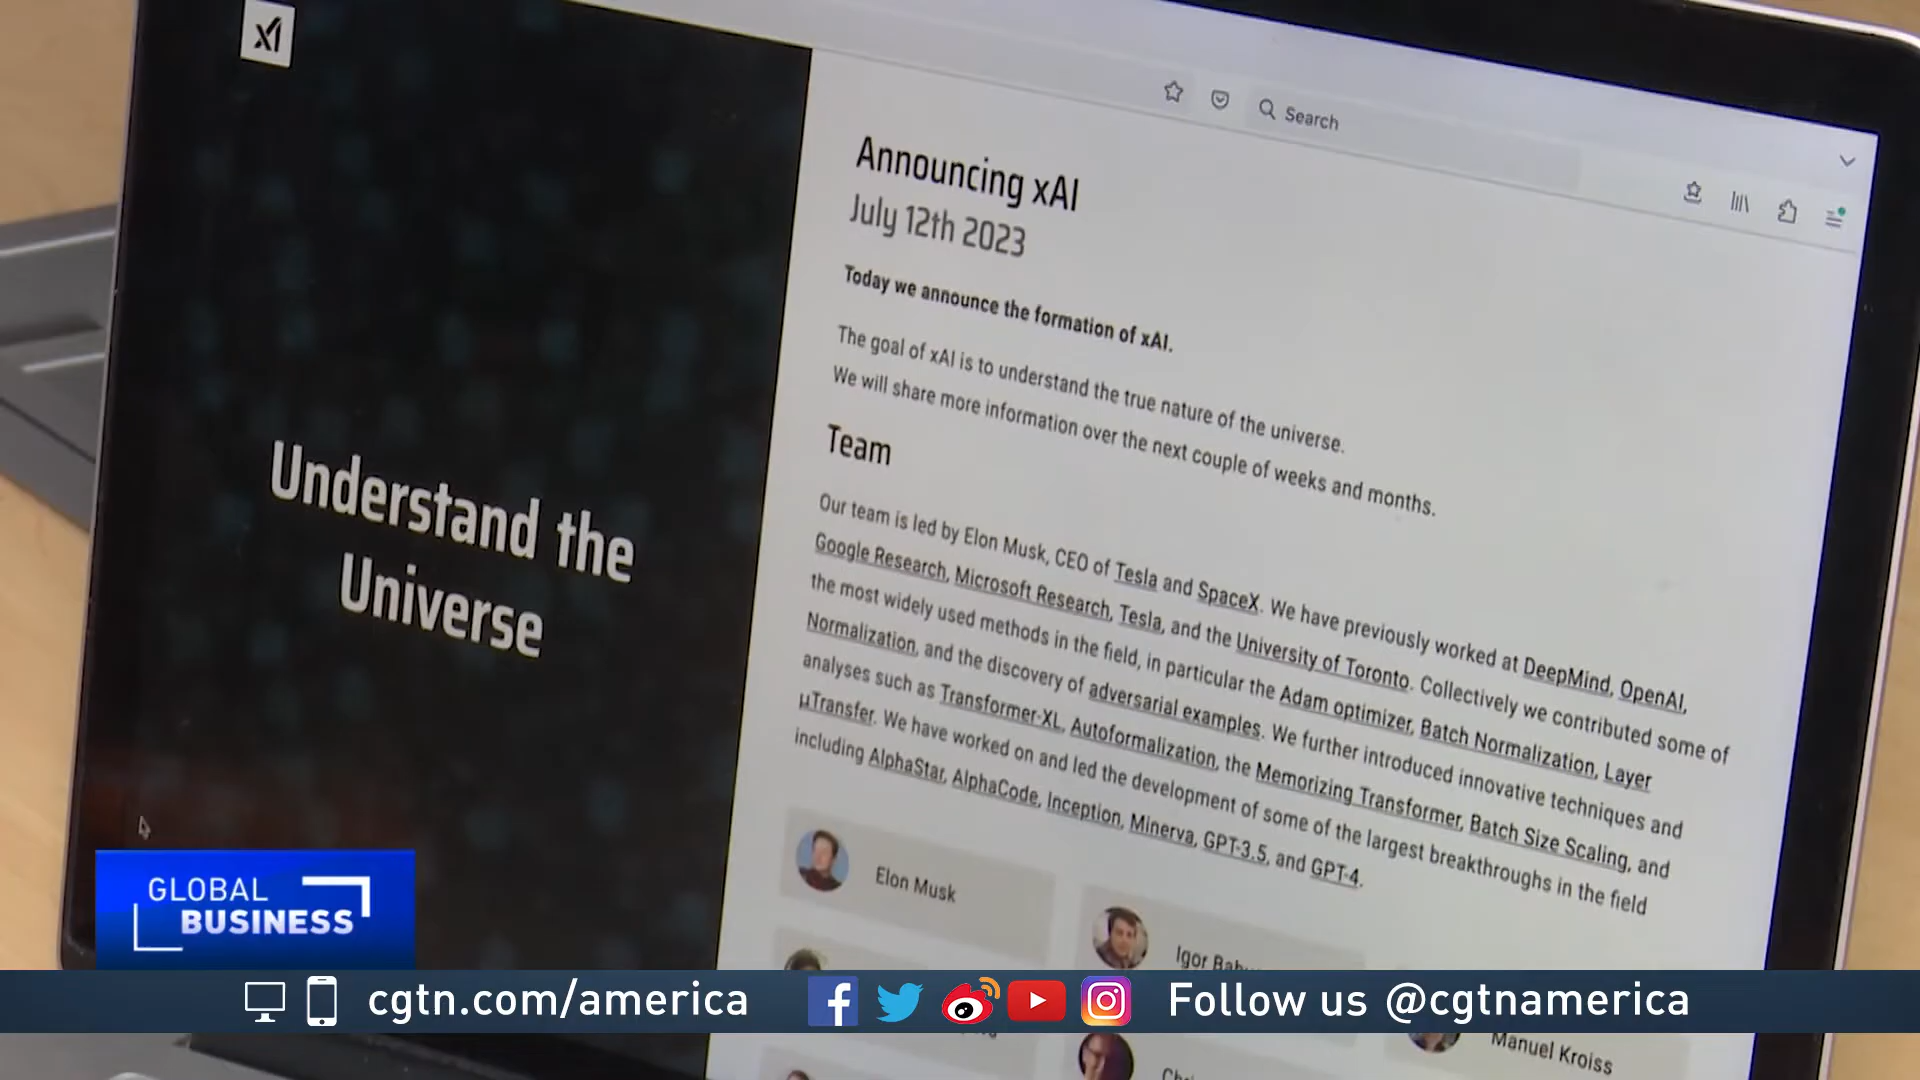 xI
Search
Announcing xAI
July 12th 2023
Today we announce the formation of xAI.
The goal of xAI is to understand the true nature of the universe.
We will share more information over the next couple of weeks and months.
Understand the
Universe
Team
Our team is led by Elon Musk, CEO of Tesla and SpaceX. We have previously worked at DeepMind, OpenAI,
Google Research, Microsoft Research, Tesla, and the University of Toronto. Collectively we contributed some of
the most widely used methods in the field, in particular the Adam optimizer, Batch Normalization, Layer
Normalization, and the discovery of adversarial examples. We further introduced innovative techniques and
analyses such as Transformer-XL, Autoformalization, the Memorizing Transformer, Batch Size Scaling, and
μTransfer. We have worked on and led the development of some of the largest breakthroughs in the field
including AlphaStar, AlphaCode, Inception, Minerva, GPT-3.5, and GPT-4.
Elon Musk
Igor
Manuel Kroiss
GLOBAL
BUSINESS
cgtn.com/america
Follow us @cgtnamerica